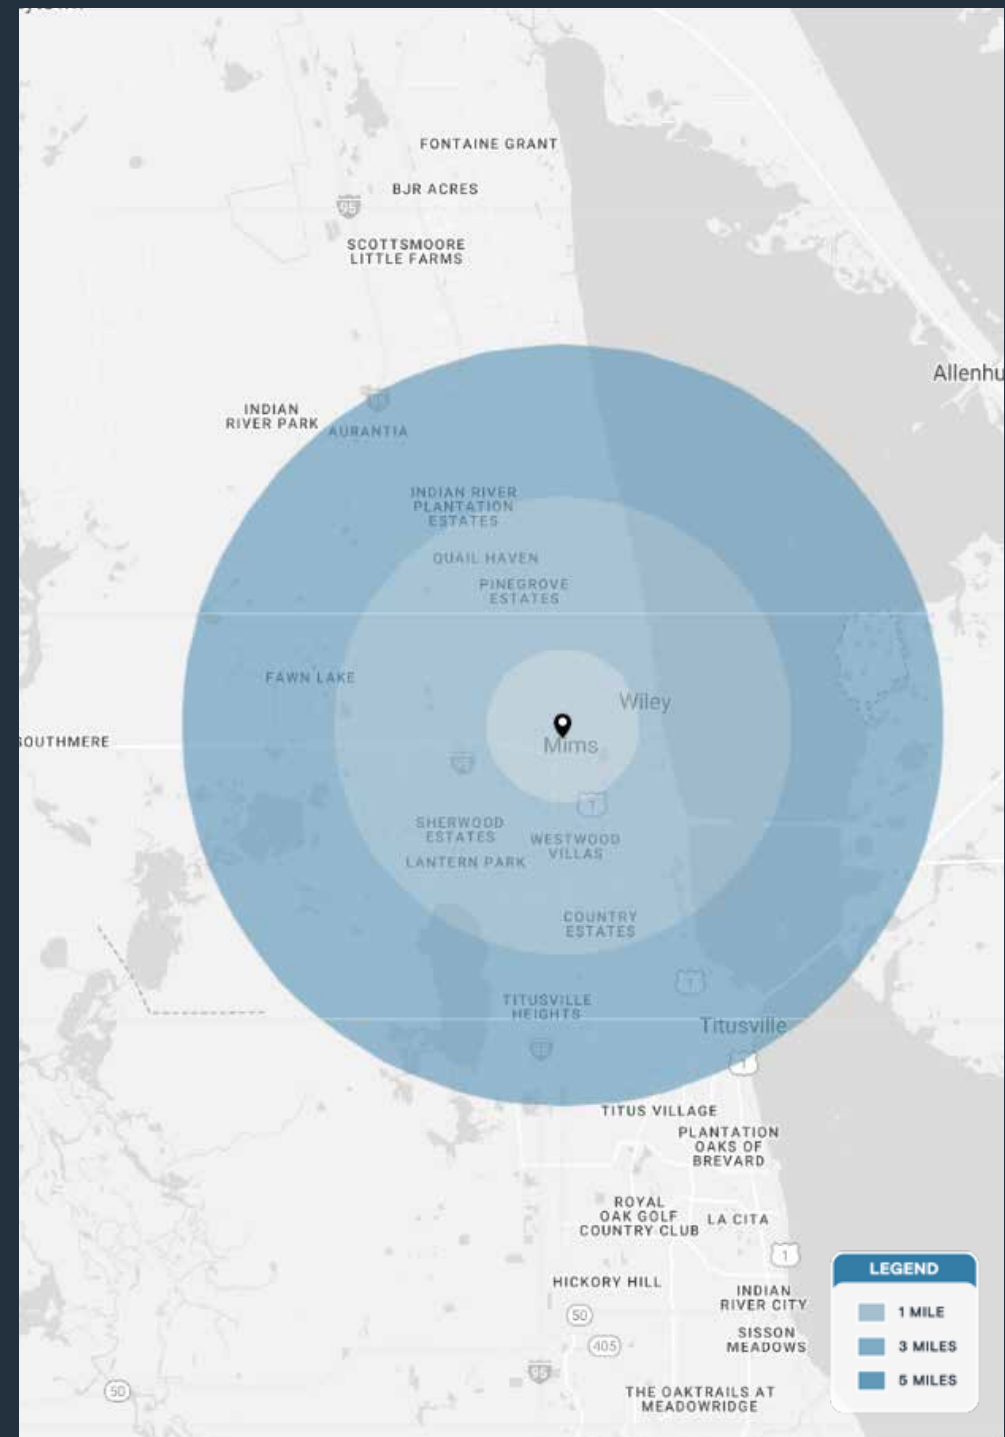 FONTAINE GRANT
BJR ACRES
95
SCOTTSMOORE
LITTLE FARMS
Allenhu
INDIAN
RIVER PARK
AURANTIA
INDIAN RIVER
PLANTATION
ESTATES
QUAIL HAVEN
PINEGROVE
ESTATES
FAWN LAKE
Wiley
SOUTHMERE
Mims
95
1
SHERWOOD
ESTATES
WESTWOOD
VILLAS
LANTERN PARK
COUNTRY
ESTATES
1
TITUSVILLE
HEIGHTS
Titusville
95
1
TITUS VILLAGE
PLANTATION
OAKS OF
BREVARD
ROYAL
OAK GOLF
COUNTRY CLUB
LA CITA
1
HICKORY HILL
INDIAN
RIVER CITY
50
SISSON
MEADOWS
405
95
50
THE OAKTRAILS AT
MEADOWRIDGE
LEGEND
1 MILE
3 MILES
5 MILES